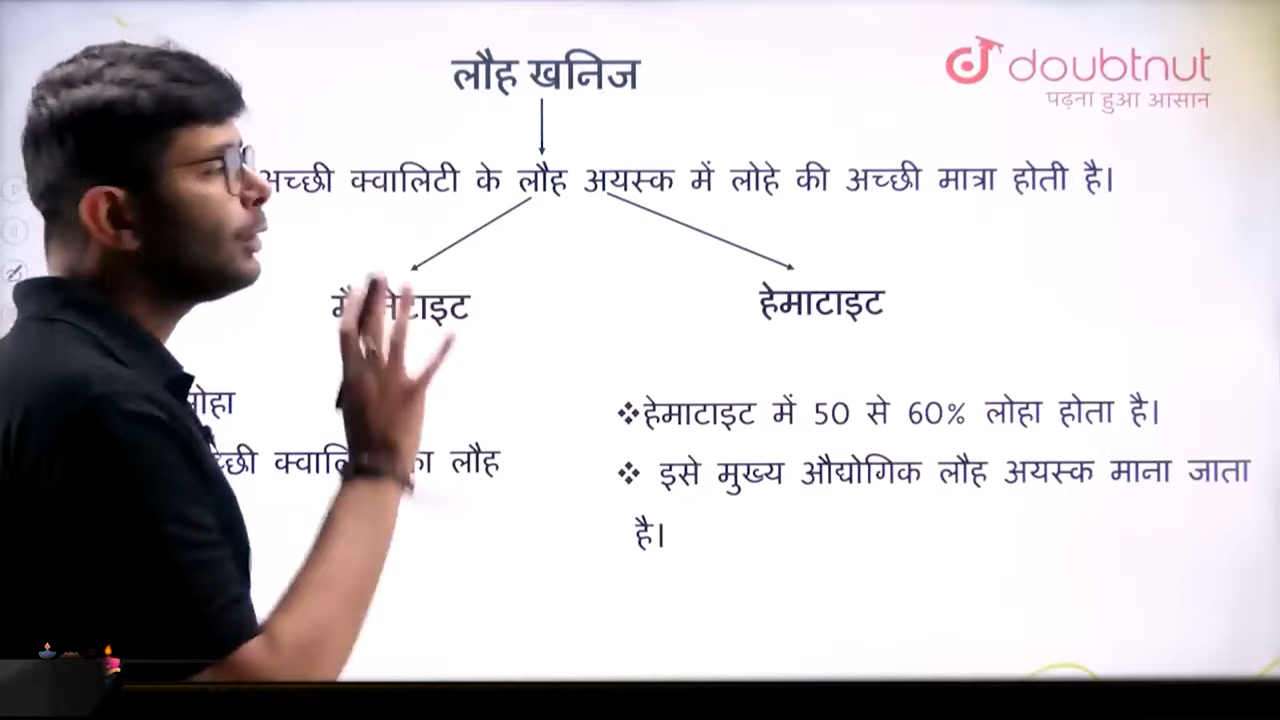 लौह खनिज
doubtnut
पढ़ना हुआ आसान
अच्छी क्वालिटी के लौह अयस्क में लोहे की अच्छी मात्रा होती है।
हेमाटाइट
लोहा
❖हेमाटाइट में 50 से 60% लोहा होता है।
लौह
❖ इसे मुख्य औद्योगिक लौह अयस्क माना जाता
है।